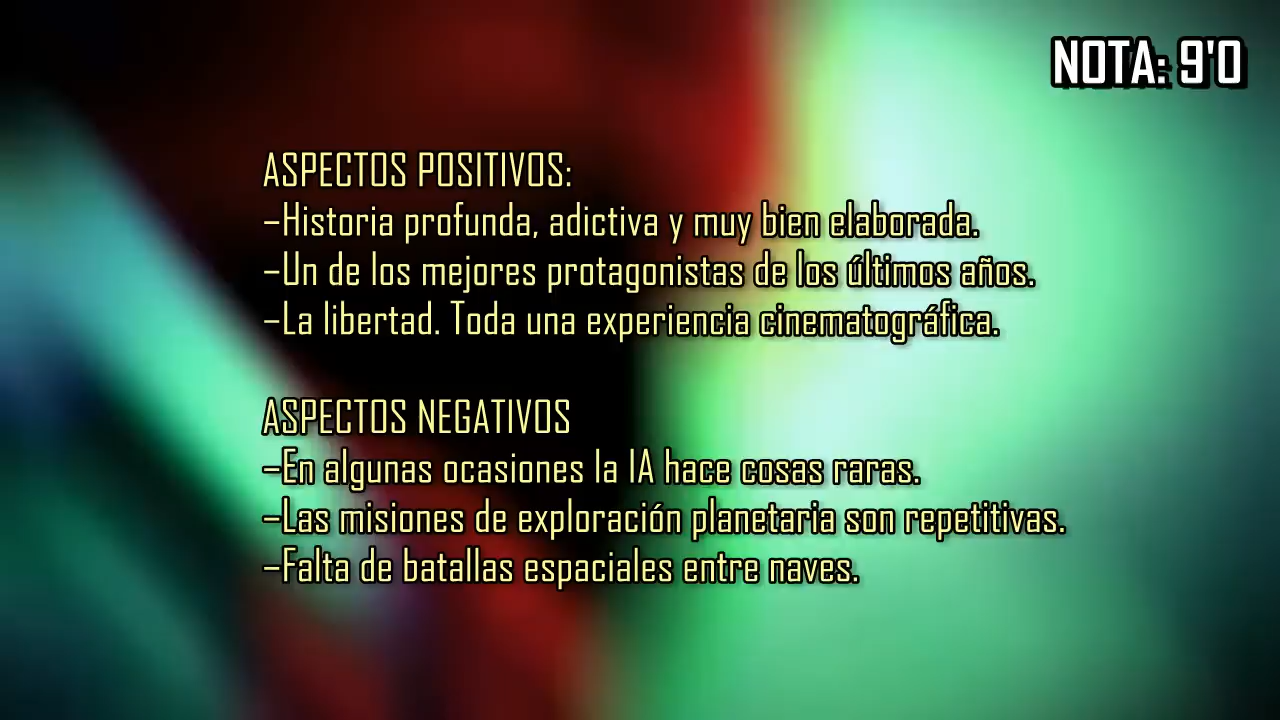 NOTA: 9'0
ASPECTOS POSITIVOS:
–Historia profunda, adictiva y muy bien elaborada.
–Un de los mejores protagonistas de los últimos años.
–La libertad. Toda una experiencia cinematográfica.
ASPECTOS NEGATIVOS
–En algunas ocasiones la IA hace cosas raras.
–Las misiones de exploración planetaria son repetitivas.
–Falta de batallas espaciales entre naves.